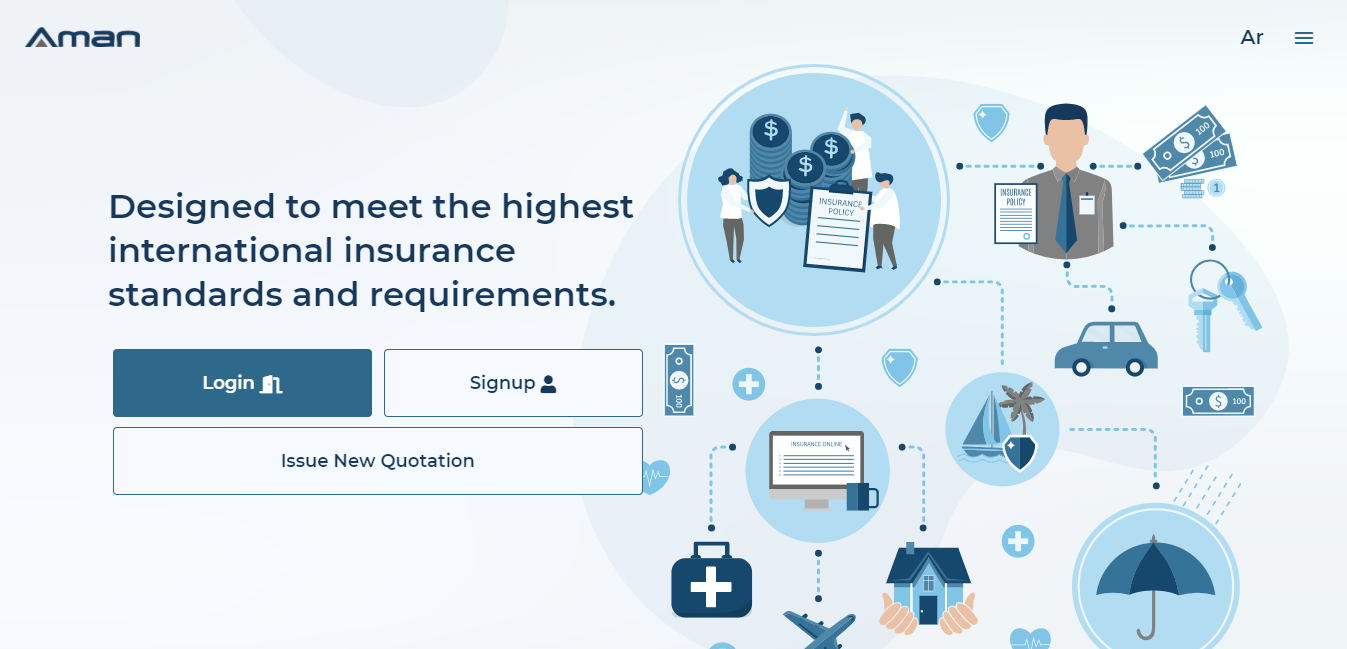 Aman
Ar
Designed to meet the highest
international insurance
standards and requirements.
Login
Signup
Issue New Quotation
$
$
$
INSURANCE
POLICY
INSURANCE
POLICY
$
100
$
100
1
$
100
$
100
INSURANCE ONLINE